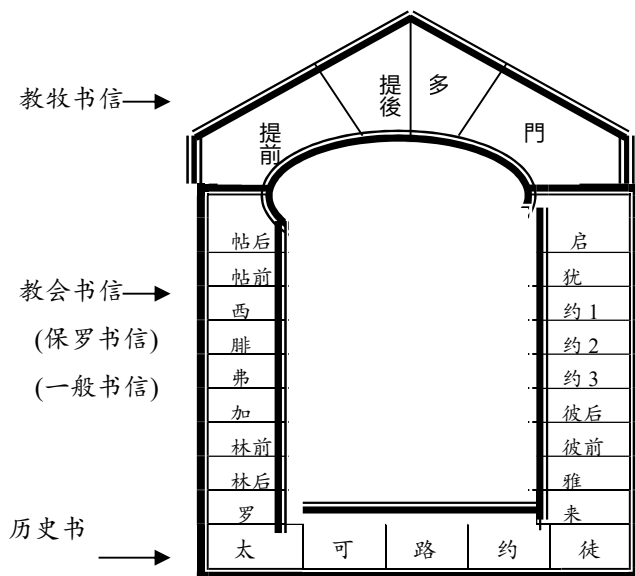 教牧书信
提前
提後
多
門
教会书信
(保罗书信)
(一般书信)
历史书
帖后
帖前
西
腓
弗
加
林前
林后
罗
启
犹
约 1
约 2
约 3
彼后
彼前
雅
来
太
可
路
约
徒